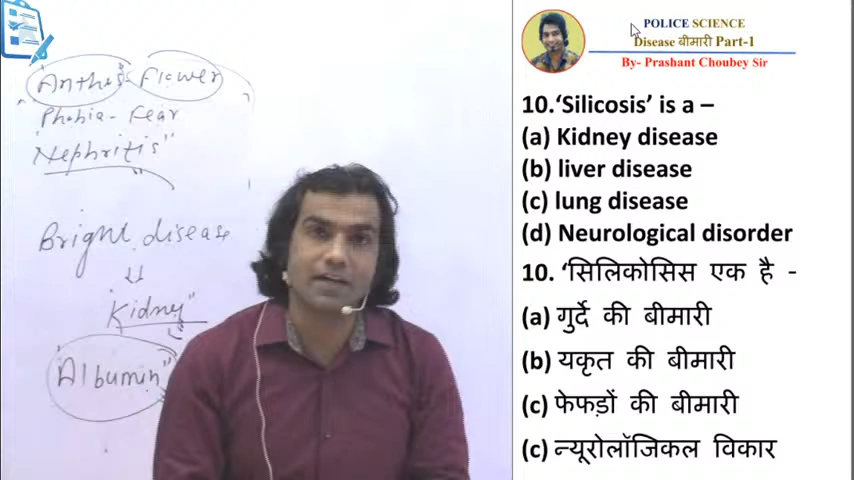 Anthus - Flower
Phobia - Fear
Nephritis"
Bright disease
Kidney"
"Albumin"
POLICE SCIENCE
Disease बीमारी Part-1
By- Prashant Choubey Sir
10.‘Silicosis’ is a –
(a) Kidney disease
(b) liver disease
(c) lung disease
(d) Neurological disorder
10. ‘सिलिकोसिस एक है -
(a) गुर्दे की बीमारी
(b) यकृत की बीमारी
(c) फेफड़ों की बीमारी
(c) न्यूरोलॉजिकल विकार